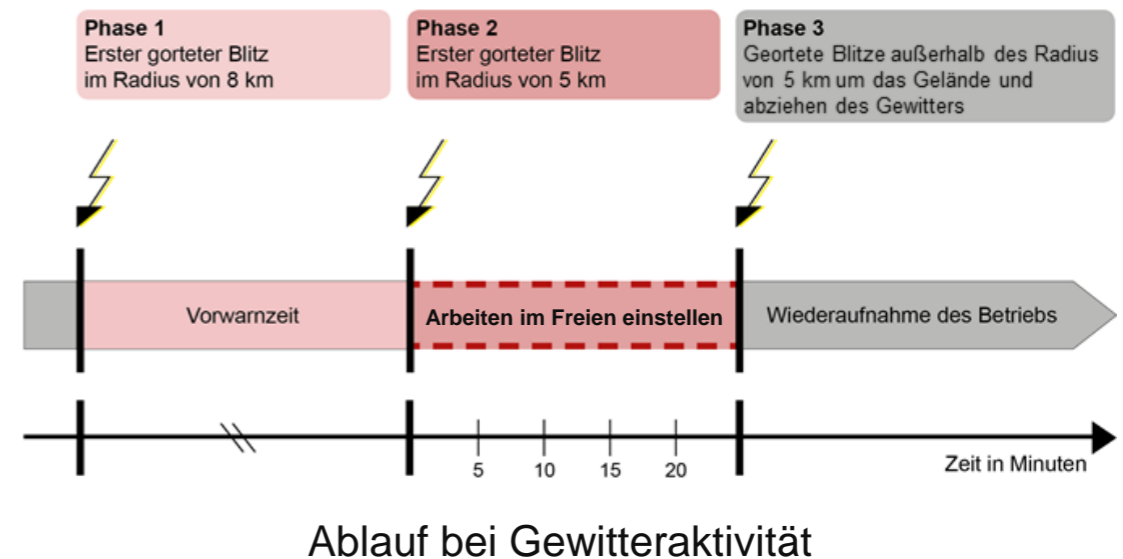 Phase 1
Erster gorteter Blitz
im Radius von 8 km
Phase 2
Erster gorteter Blitz
im Radius von 5 km
Phase 3
Geortete Blitze außerhalb des Radius
von 5 km um das Gelände und
abziehen des Gewitters
Vorwarnzeit
Arbeiten im Freien einstellen
Wiederaufnahme des Betriebs
5 10 15 20
Zeit in Minuten
Ablauf bei Gewitteraktivität